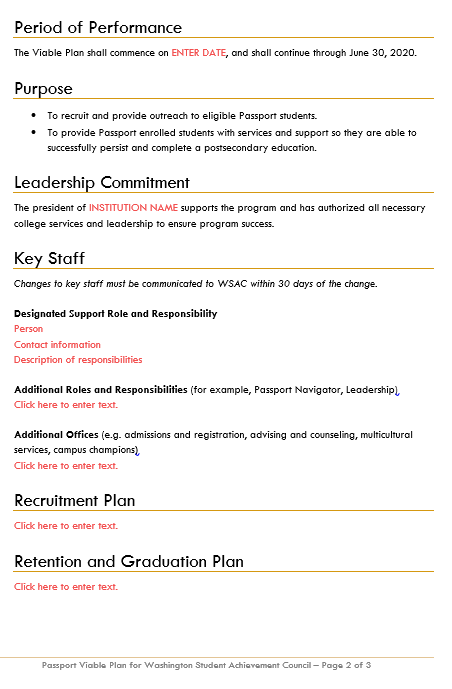 Period of Performance
The Viable Plan shall commence on ENTER DATE, and shall continue through June 30, 2020.
Purpose
• To recruit and provide outreach to eligible Passport students.
• To provide Passport enrolled students with services and support so they are able to
successfully persist and complete a postsecondary education.
Leadership Commitment
The president of INSTITUTION NAME supports the program and has authorized all necessary
college services and leadership to ensure program success.
Key Staff
Changes to key staff must be communicated to WSAC within 30 days of the change.
Designated Support Role and Responsibility
Person
Contact information
Description of responsibilities
Additional Roles and Responsibilities (for example, Passport Navigator, Leadership)
Click here to enter text.
Additional Offices (e.g. admissions and registration, advising and counseling, multicultural
services, campus champions)
Click here to enter text.
Recruitment Plan
Click here to enter text.
Retention and Graduation Plan
Click here to enter text.
Passport Viable Plan for Washington Student Achievement Council – Page 2 of 3